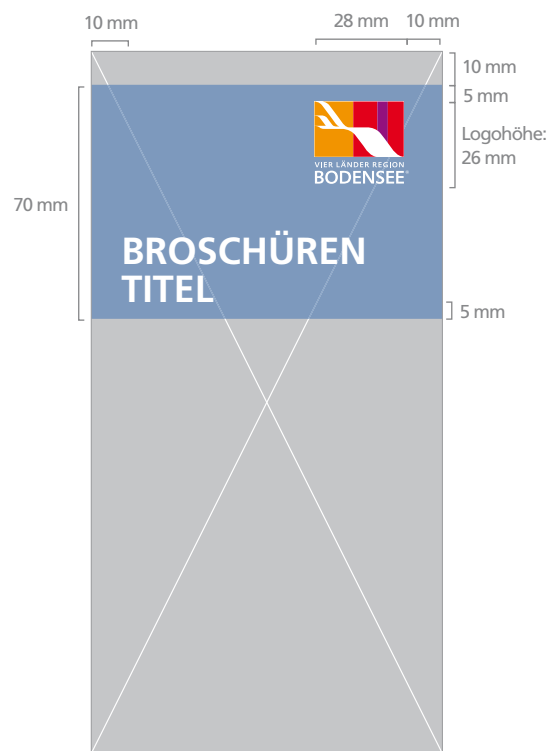 10 mm
28 mm
10 mm
10 mm
5 mm
Logohöhe:
26 mm
VIER LÄNDER REGION
BODENSEE®
70 mm
BROSCHÜREN
TITEL
5 mm